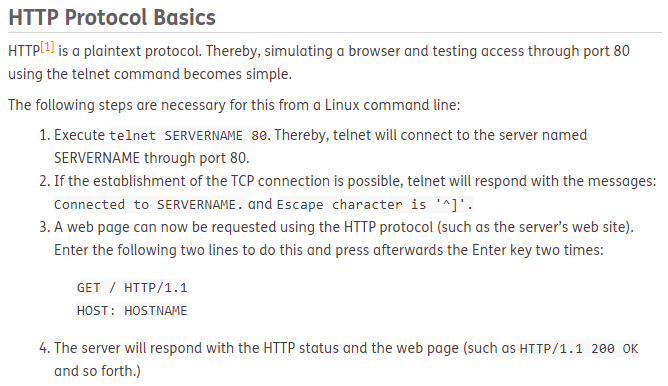 HTTP Protocol Basics
HTTP[1] is a plaintext protocol. Thereby, simulating a browser and testing access through port 80
using the telnet command becomes simple.
The following steps are necessary for this from a Linux command line:
1. Execute telnet SERVERNAME 80. Thereby, telnet will connect to the server named
SERVERNAME through port 80.
2. If the establishment of the TCP connection is possible, telnet will respond with the messages:
Connected to SERVERNAME. and Escape character is '^]'.
3. A web page can now be requested using the HTTP protocol (such as the server’s web site).
Enter the following two lines to do this and press afterwards the Enter key two times:
GET / HTTP/1.1
HOST: HOSTNAME
4. The server will respond with the HTTP status and the web page (such as HTTP/1.1 200 OK
and so forth.)